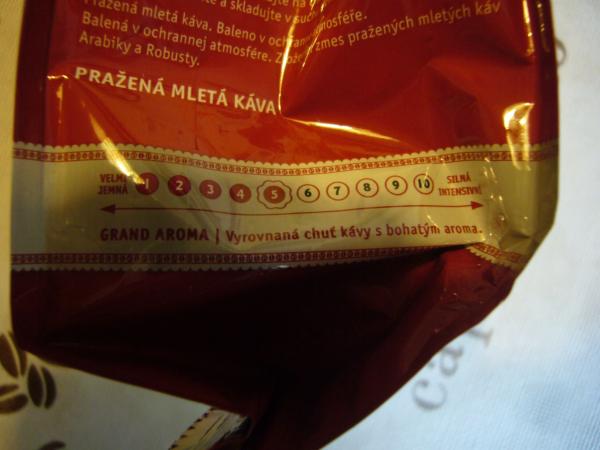 te a skladujte v
Pražená mletá káva. Baleno v ochranné atmosféře.
Balená v ochrannej atmosfére. zmes pražených mletých káv
Arabiky a Robusty.
PRAŽENÁ MLETÁ KÁVA
VELMI JEMNÁ 1 2 3 4 5 6 7 8 9 10 SILNÁ INTENSIVNÍ
GRAND AROMA | Vyrovnaná chuť kávy s bohatým aroma.